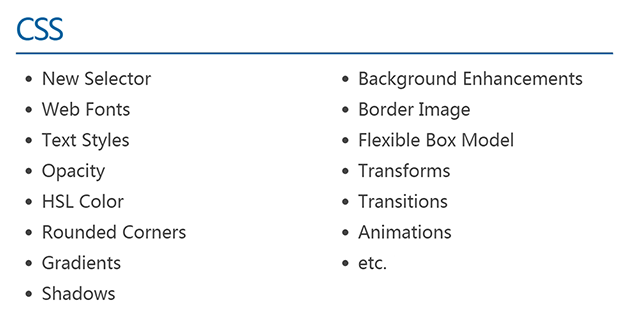 CSS
New Selector
Web Fonts
Text Styles
Opacity
HSL Color
Rounded Corners
Gradients
Shadows
Background Enhancements
Border Image
Flexible Box Model
Transforms
Transitions
Animations
etc.